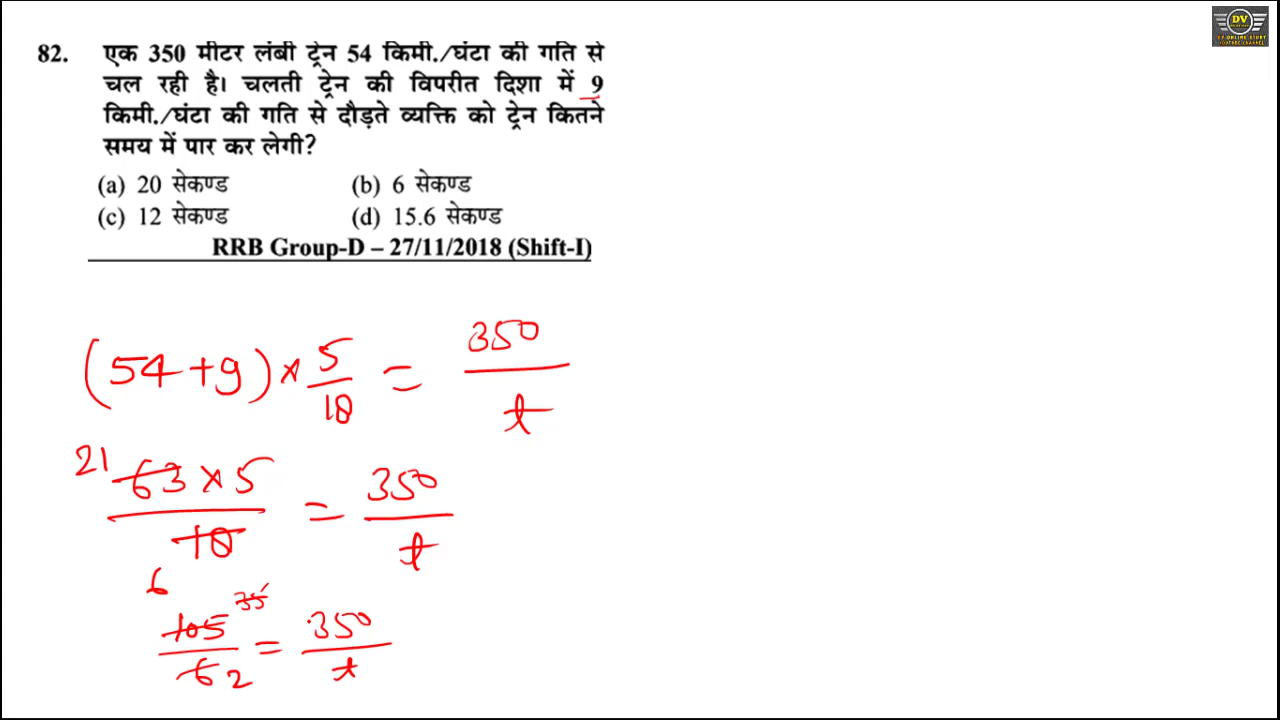 82. एक 350 मीटर लंबी ट्रेन 54 किमी./घंटा की गति से
चल रही है। चलती ट्रेन की विपरीत दिशा में 9
किमी./घंटा की गति से दौड़ते व्यक्ति को ट्रेन कितने
समय में पार कर लेगी?
(a) 20 सेकण्ड (b) 6 सेकण्ड
(c) 12 सेकण्ड (d) 15.6 सेकण्ड
RRB Group-D – 27/11/2018 (Shift-I)
(54+9)×5/18 = 350/t
21 63×5/18 = 350/t
6
105/6 35 2 = 350/t
DV